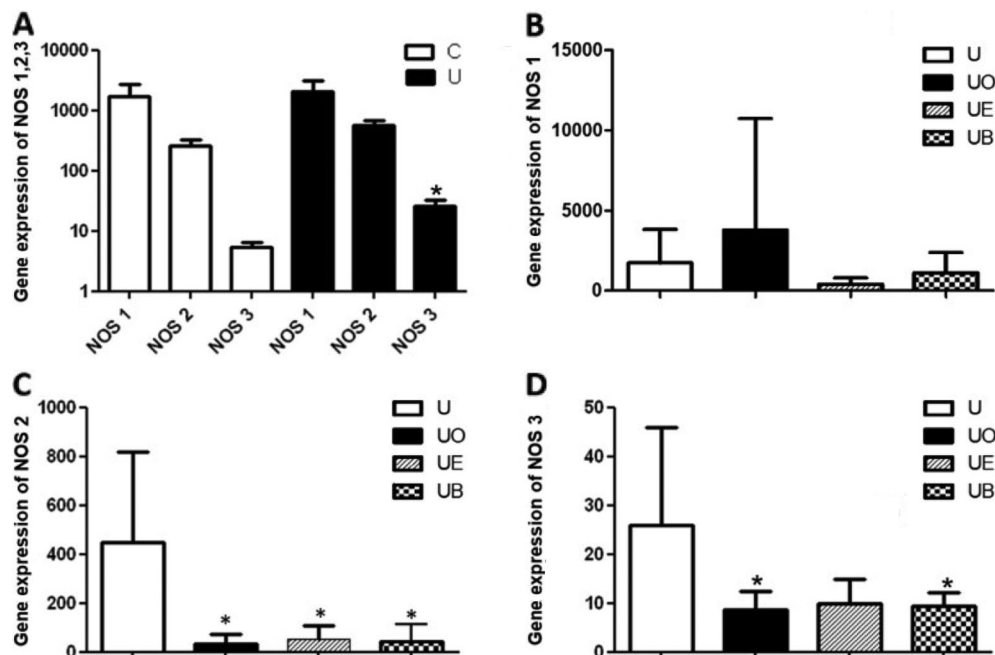 A
Gene expression of NOS 1,2,3
10000
1000
100
10
1
C
U
*
NOS 1
NOS 2
NOS 3
NOS 1
NOS 2
NOS 3
B
Gene expression of NOS 1
15000
10000
5000
0
U
UO
UE
UB
C
Gene expression of NOS 2
1000
800
600
400
200
0
U
UO
UE
UB
* * *
D
Gene expression of NOS 3
50
40
30
20
10
0
U
UO
UE
UB
* *